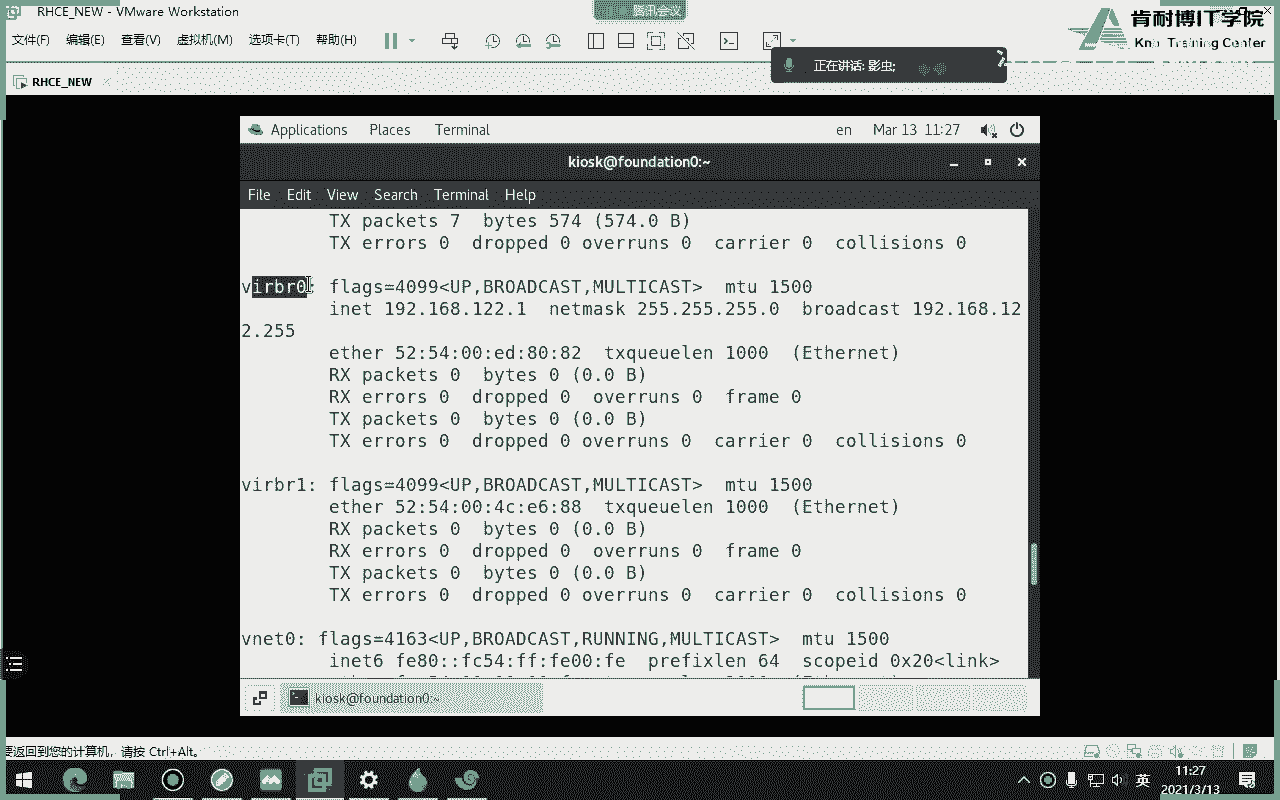 RHCE_NEW - VMware Workstation
腾讯会议
肯耐博IT学院
Training Center
文件(F) 编辑(E) 查看(V) 虚拟机(M) 选项卡(T) 帮助(H)
正在讲话: 影虫;
RHCE_NEW
Applications Places Terminal en Mar 13 11:27
kiosk@foundation0:~
File Edit View Search Terminal Help
TX packets 7 bytes 574 (574.0 B)
TX errors 0 dropped 0 overruns 0 carrier 0 collisions 0
virbr0: flags=4099<UP,BROADCAST,MULTICAST> mtu 1500
inet 192.168.122.1 netmask 255.255.255.0 broadcast 192.168.12
2.255
ether 52:54:00:ed:80:82 txqueuelen 1000 (Ethernet)
RX packets 0 bytes 0 (0.0 B)
RX errors 0 dropped 0 overruns 0 frame 0
TX packets 0 bytes 0 (0.0 B)
TX errors 0 dropped 0 overruns 0 carrier 0 collisions 0
virbr1: flags=4099<UP,BROADCAST,MULTICAST> mtu 1500
ether 52:54:00:4c:e6:88 txqueuelen 1000 (Ethernet)
RX packets 0 bytes 0 (0.0 B)
RX errors 0 dropped 0 overruns 0 frame 0
TX packets 0 bytes 0 (0.0 B)
TX errors 0 dropped 0 overruns 0 carrier 0 collisions 0
vnet0: flags=4163<UP,BROADCAST,RUNNING,MULTICAST> mtu 1500
inet6 fe80::fc54:ff:fe00:fe prefixlen 64 scopeid 0x20<link>
kiosk@foundation0:~
要返回到您的计算机，请按 Ctrl+Alt。
英
11:27
2021/3/13